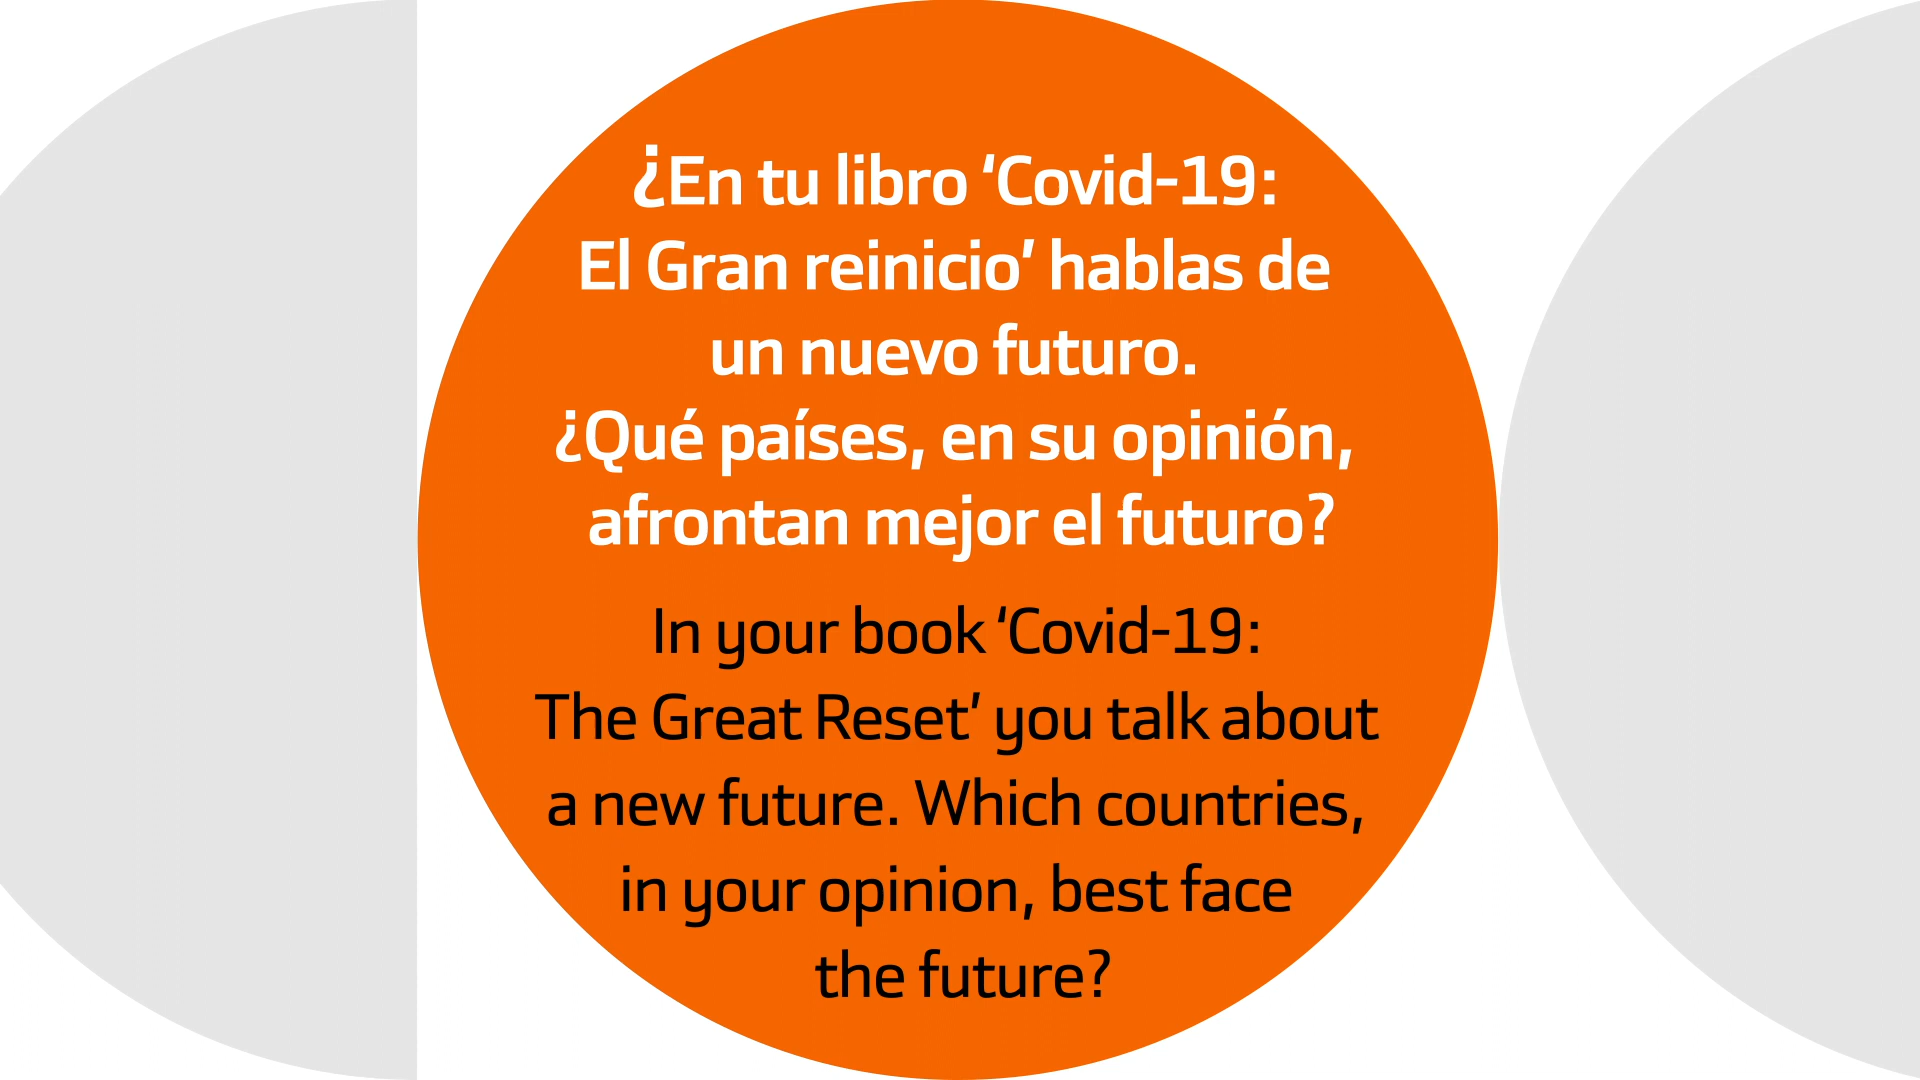 ¿En tu libro ‘Covid-19:
El Gran reinicio’ hablas de
un nuevo futuro.
¿Qué países, en su opinión,
afrontan mejor el futuro?
In your book ‘Covid-19:
The Great Reset’ you talk about
a new future. Which countries,
in your opinion, best face
the future?